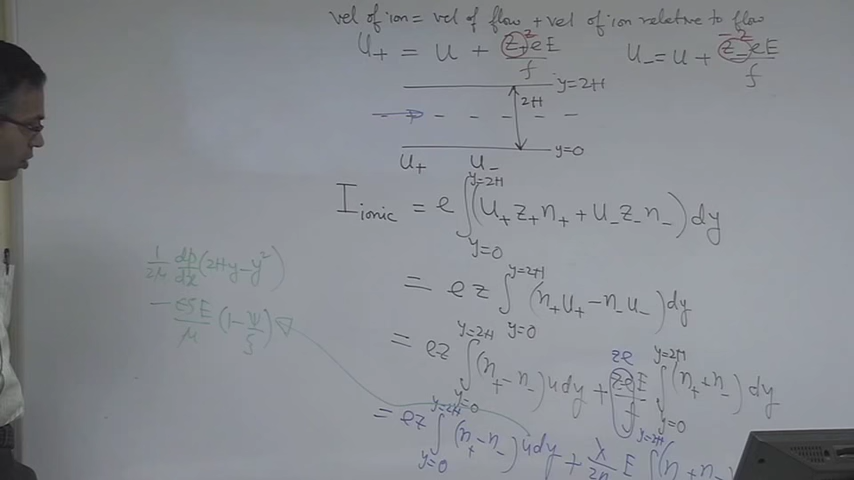 vel of ion = vel of flow + vel of ion relative to flow
u₊ = u + z₊eE/f z u₋ = u + z₋eE/f -z
y=2H
2H
y=0
u₊ u₋
I_ionic = e ∫_{y=0}^{y=2H} (u₊z₊n₊ + u₋z₋n₋) dy
= ez ∫_{y=0}^{y=2H} (n₊u₊ - n₋u₋) dy
1/2μ dp/dx (2Hy - y²)
- εζE/μ (1 - ψ/ζ)
= ez ∫_{y=0}^{y=2H} (n₊ - n₋) u dy + ze E/f ∫_{y=0}^{y=2H} (n₊ + n₋) dy
= ez ∫_{y=0}^{y=2H} (n₊ - n₋) u dy + λ/2n E ∫^{y=2H} (n₊ + n₋